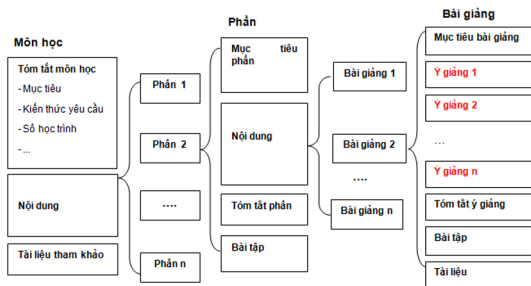 Môn học
Tóm tắt môn học
- Mục tiêu
- Kiến thức yêu cầu
- Số học trình
- ...
Nội dung
Tài liệu tham khảo
Phần 1
Phần 2
....
Phần n
Phần
Mục tiêu
phần
Nội dung
Tóm tắt phần
Bài tập
Bài giảng 1
Bài giảng 2
....
Bài giảng n
Bài giảng
Mục tiêu bài giảng
Ý giảng 1
Ý giảng 2
...
Ý giảng n
Tóm tắt ý giảng
Bài tập
Tài liệu